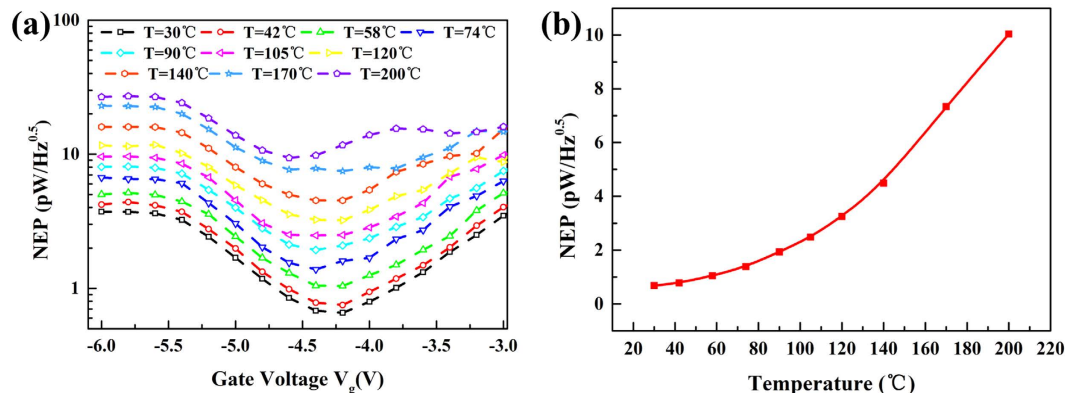 (a)
100
10
1
NEP (pW/Hz^0.5)
T=30℃ T=42℃ T=58℃ T=74℃
T=90℃ T=105℃ T=120℃
T=140℃ T=170℃ T=200℃
-6.0 -5.5 -5.0 -4.5 -4.0 -3.5 -3.0
Gate Voltage Vg(V)
(b)
10
8
6
4
2
0
NEP (pW/Hz^0.5)
20 40 60 80 100 120 140 160 180 200 220
Temperature (℃)